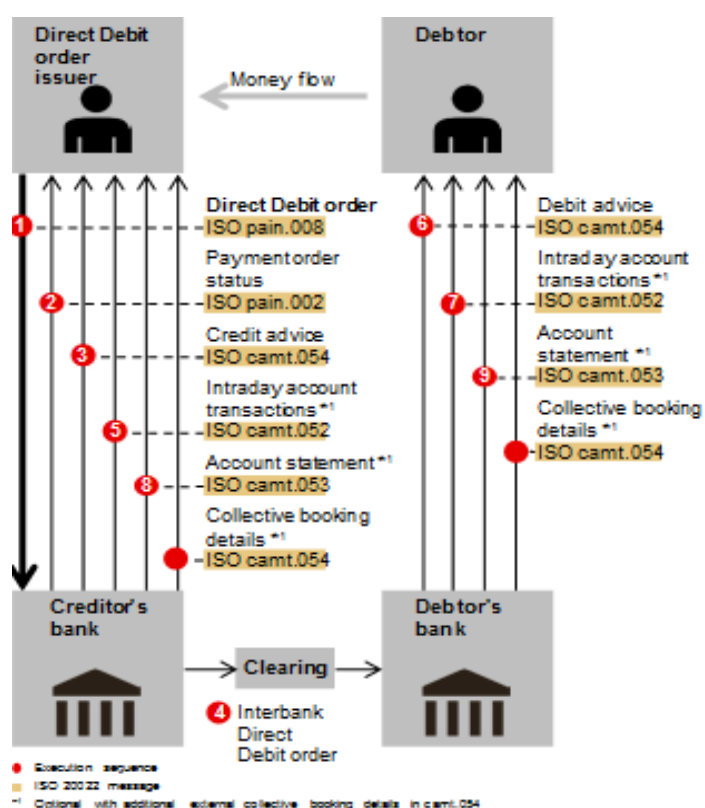 Direct Debit
order
issuer
Money flow
Debtor
1
Direct Debit order
ISO pain.008
2
Payment order
status
ISO pain.002
3
Credit advice
ISO camt.054
5
Intraday account
transactions *1
ISO camt.052
8
Account statement *1
ISO camt.053
Collective booking
details *1
ISO camt.054
6
Debit advice
ISO camt.054
7
Intraday account
transactions *1
ISO camt.052
9
Account
statement *1
ISO camt.053
Collective booking
details *1
ISO camt.054
Creditor's
bank
Clearing
4 Interbank
Direct
Debit order
Debtor's
bank
Execution sequence
ISO 20022 message
*1 Optional with additional external collective booking details in camt.054